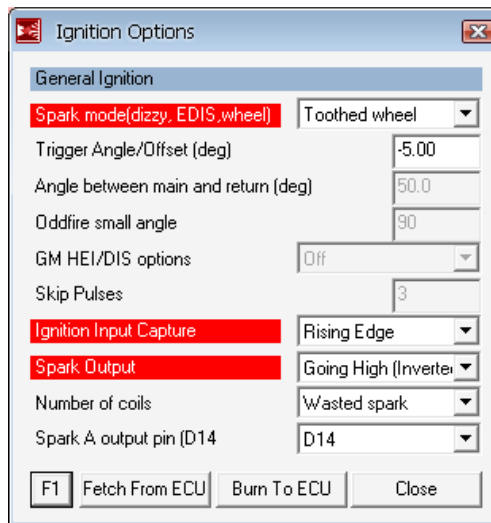 Ignition Options
General Ignition
Spark mode(dizzy, EDIS,wheel) Toothed wheel
Trigger Angle/Offset (deg) -5.00
Angle between main and return (deg) 50.0
Oddfire small angle 90
GM HEI/DIS options Off
Skip Pulses 3
Ignition Input Capture Rising Edge
Spark Output Going High (Inverte
Number of coils Wasted spark
Spark A output pin (D14 D14
F1 Fetch From ECU Burn To ECU Close